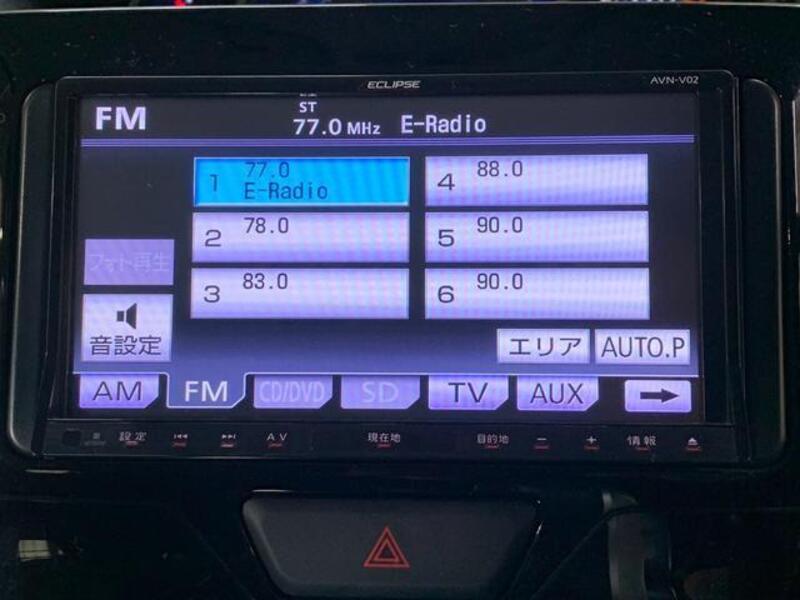 ECLIPSE
AVN-V02
FM
ST
77.0 MHz E-Radio
1 77.0
E-Radio
4 88.0
2 78.0
5 90.0
3 83.0
6 90.0
フォト再生
音設定
エリア
AUTO.P
AM
FM
CD/DVD
SD
TV
AUX
設定
AV
現在地
目的地
情報